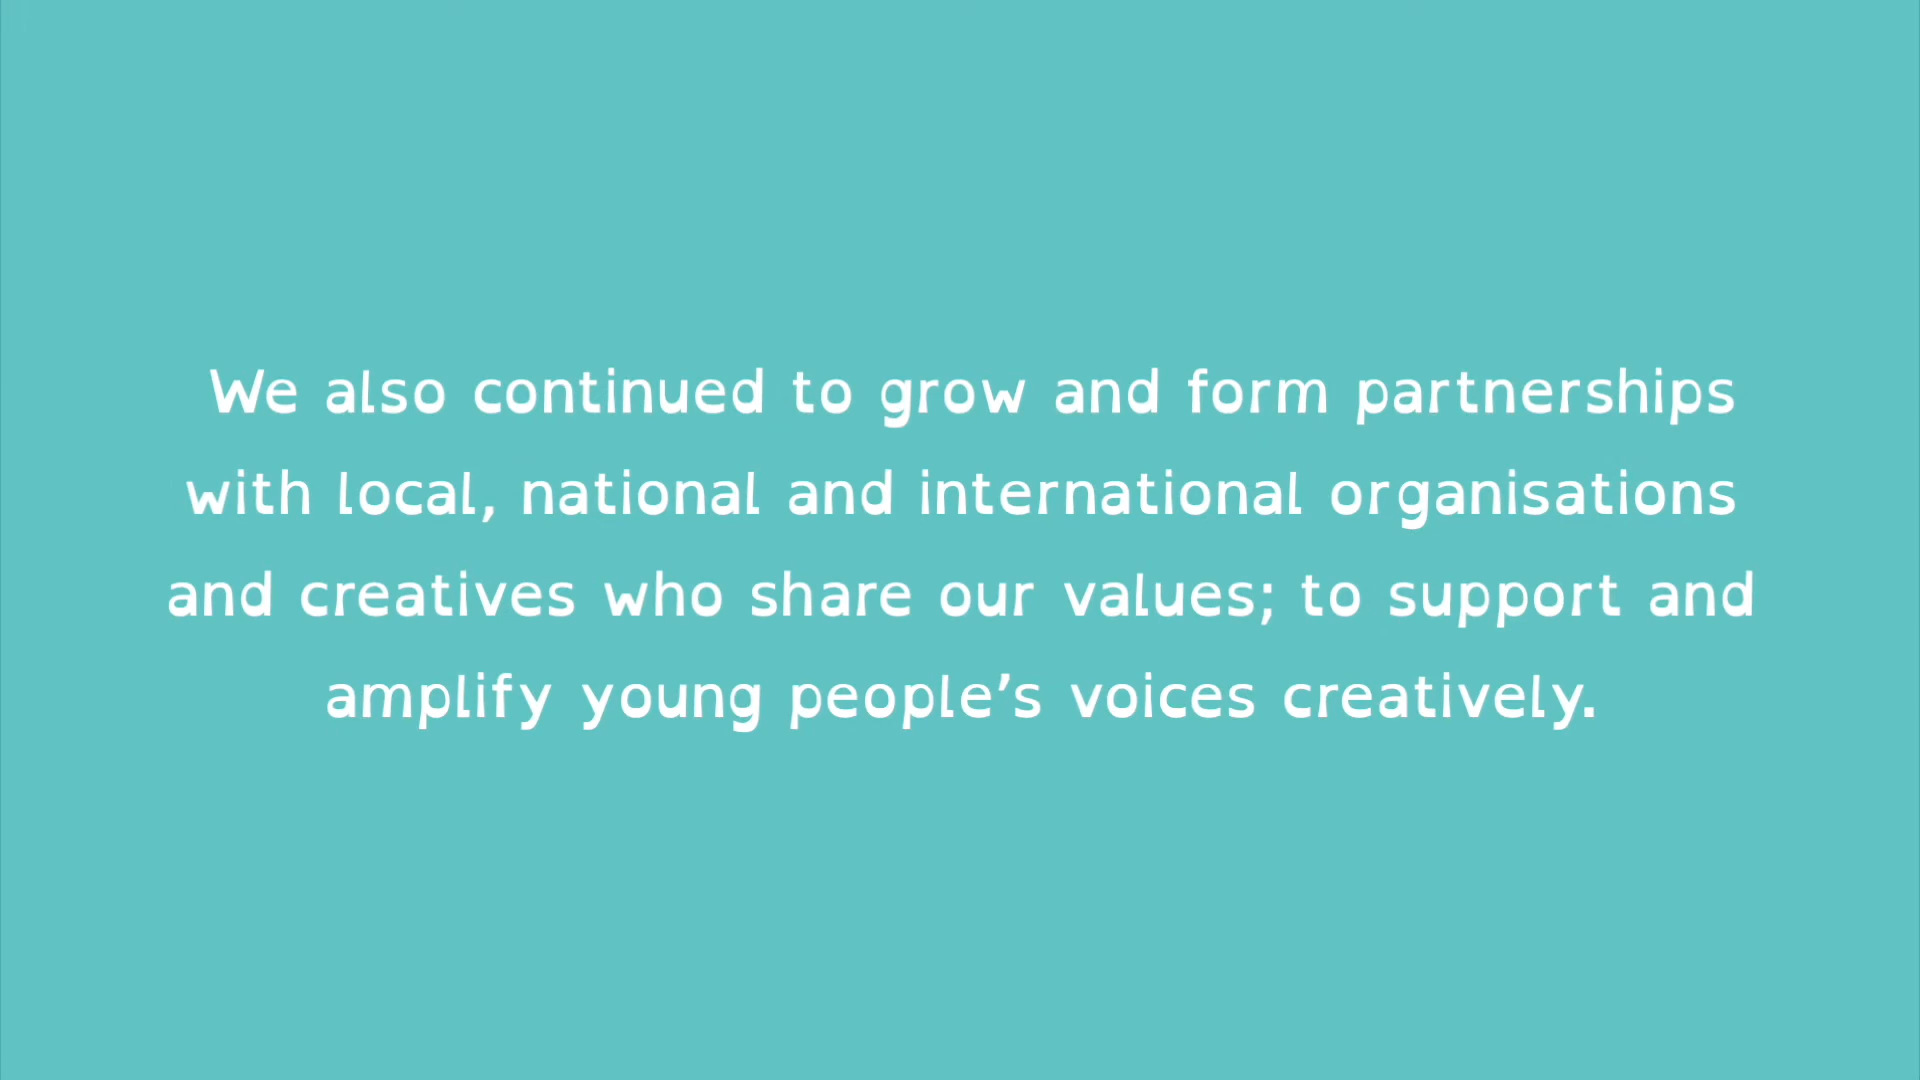 We also continued to grow and form partnerships
with local, national and international organisations
and creatives who share our values; to support and
amplify young people’s voices creatively.